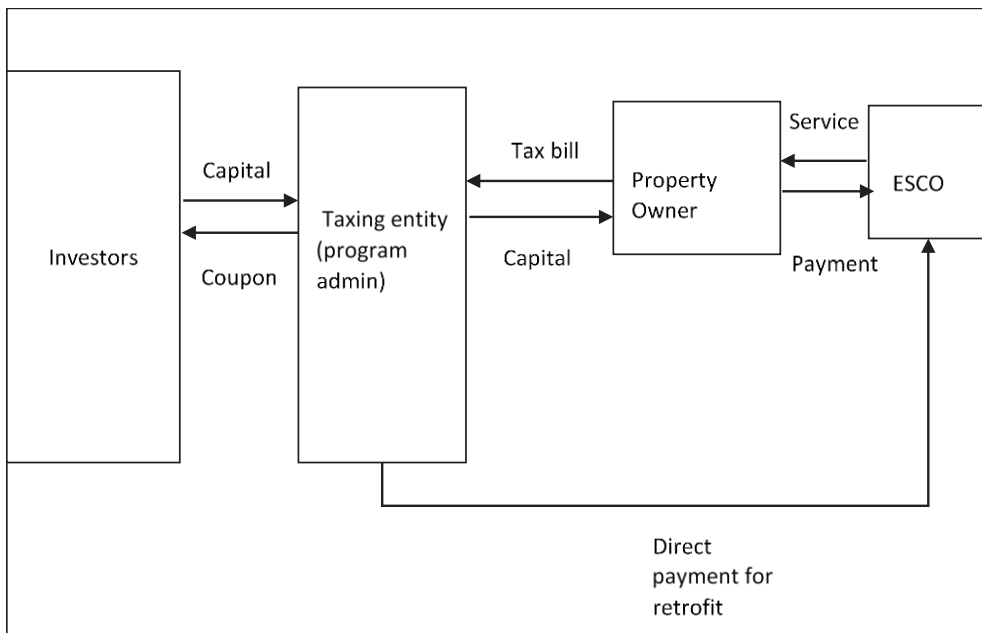 Investors
Capital
Coupon
Taxing entity
(program
admin)
Tax bill
Capital
Property
Owner
Service
Payment
ESCO
Direct
payment for
retrofit